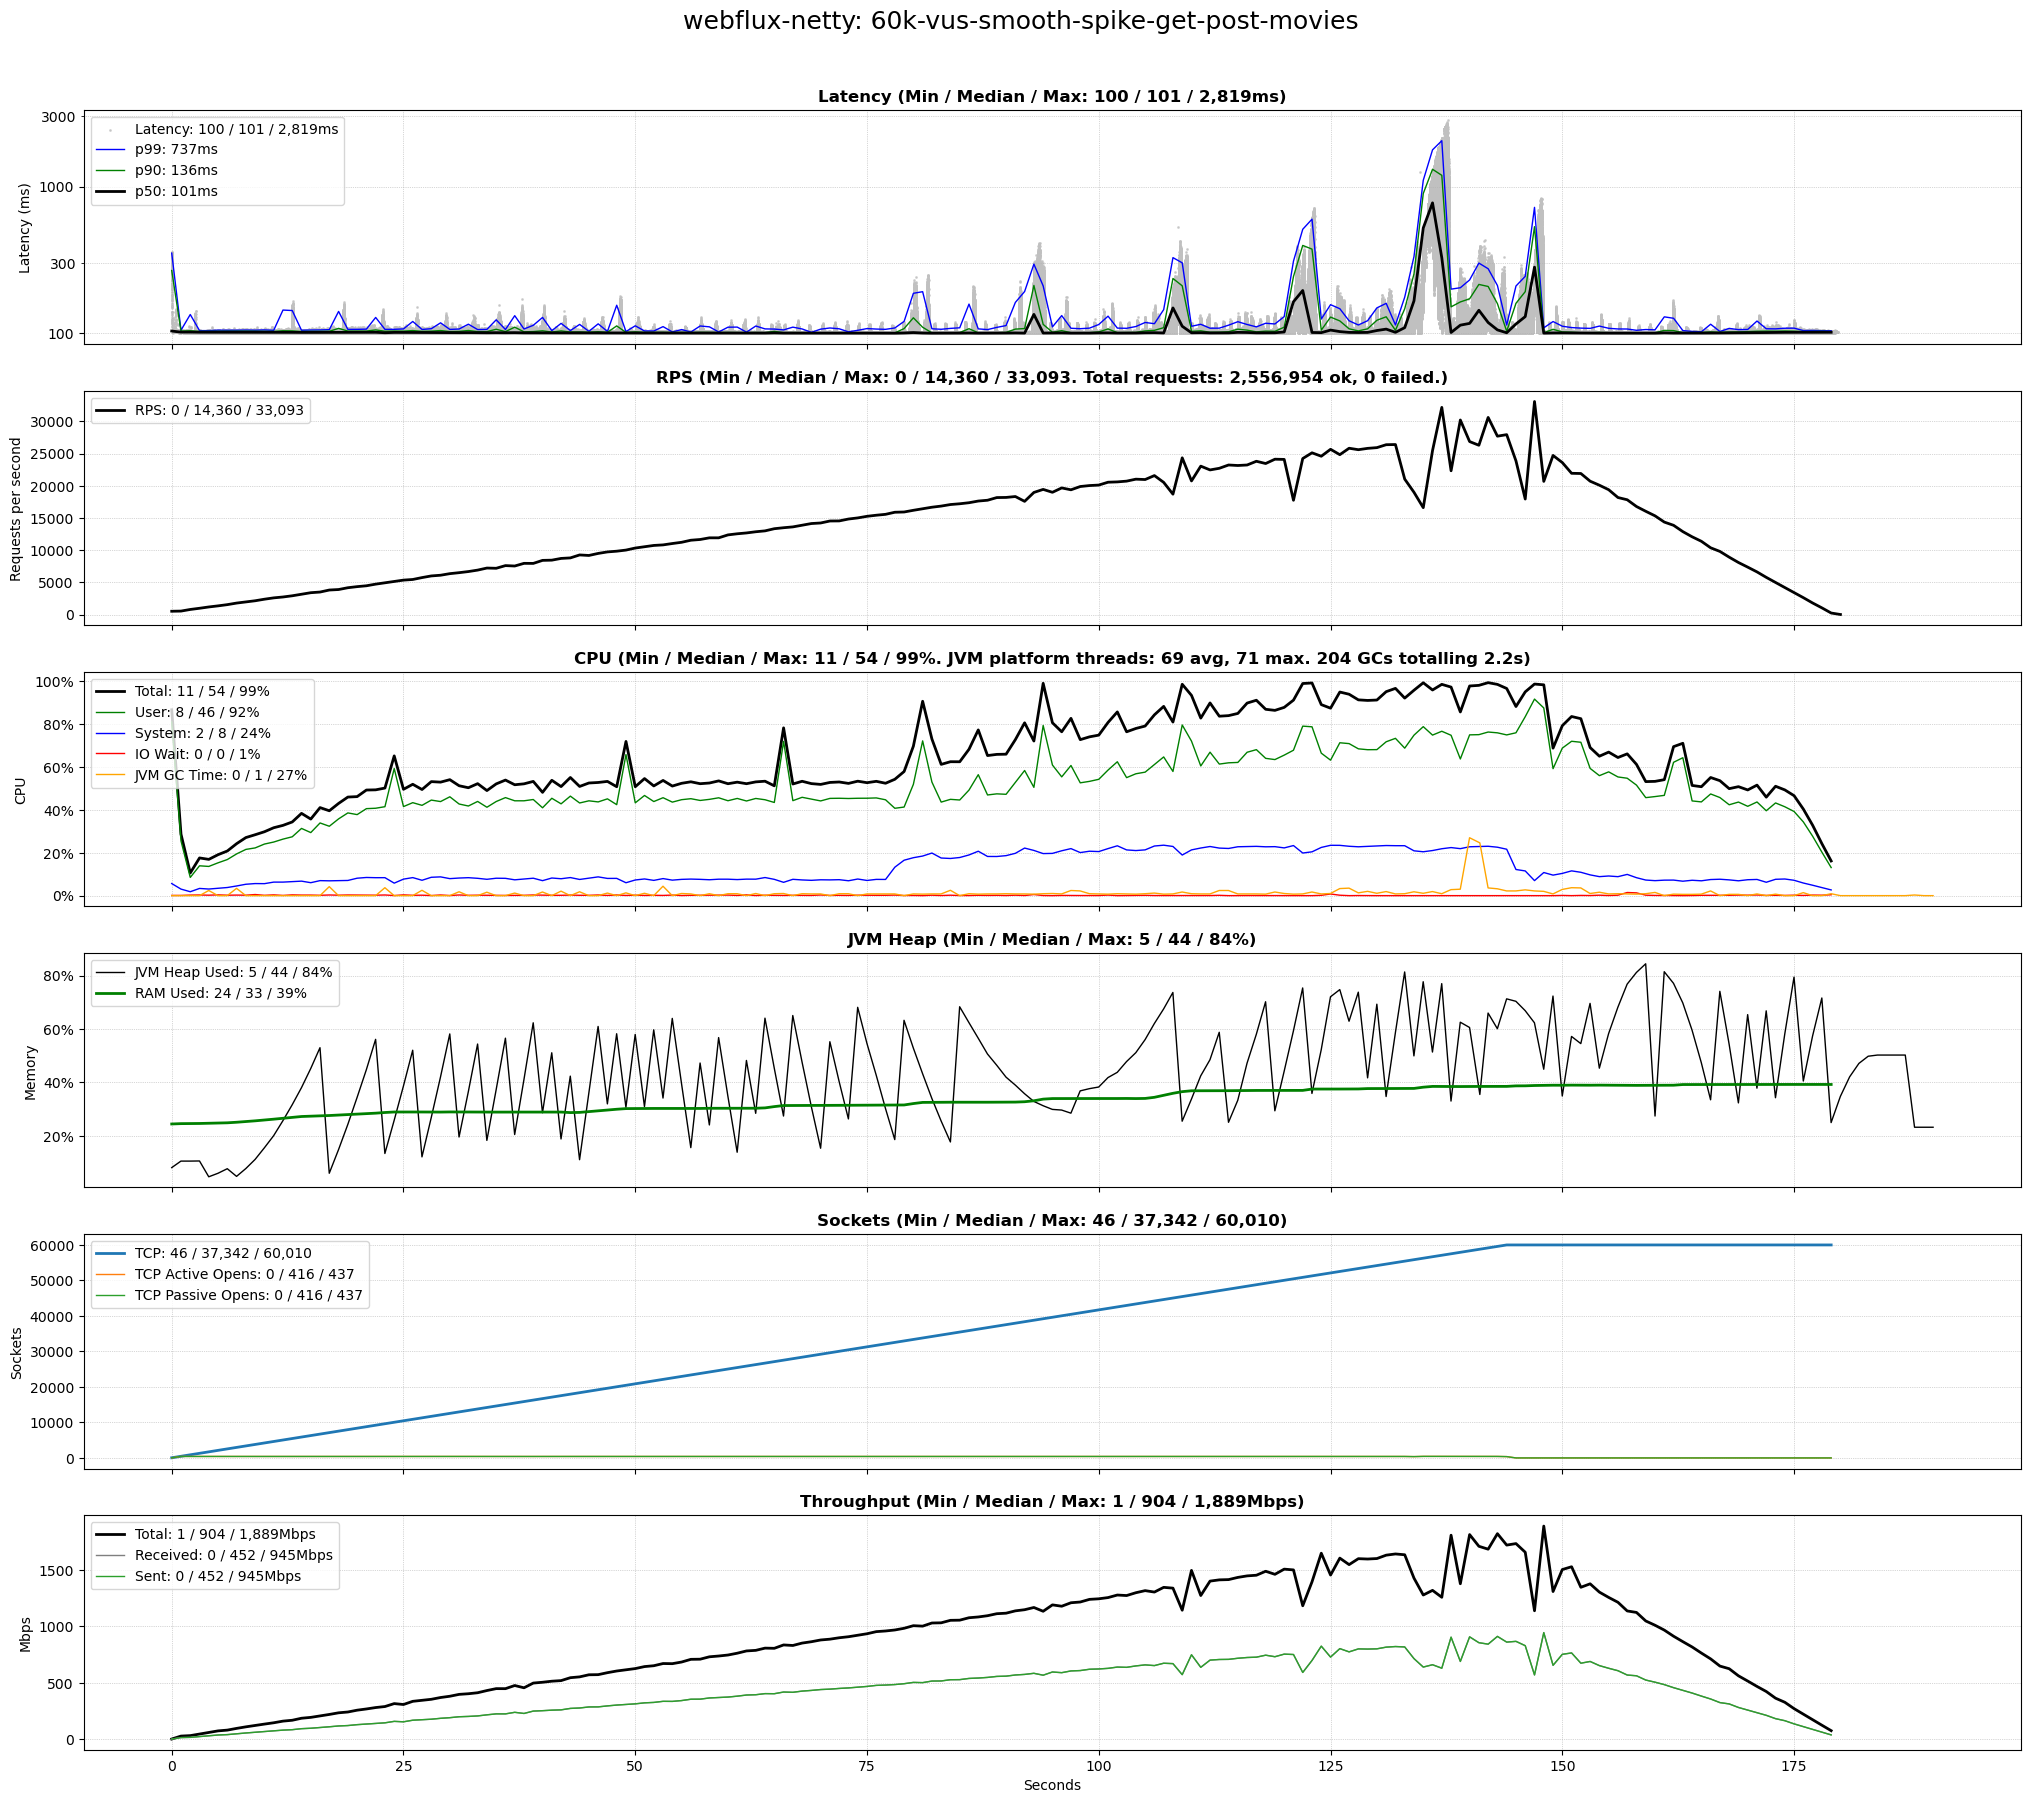 webflux-netty: 60k-vus-smooth-spike-get-post-movies
Latency (Min / Median / Max: 100 / 101 / 2,819ms)
Latency (ms)
3000
1000
300
100
Latency: 100 / 101 / 2,819ms
p99: 737ms
p90: 136ms
p50: 101ms
RPS (Min / Median / Max: 0 / 14,360 / 33,093. Total requests: 2,556,954 ok, 0 failed.)
Requests per second
30000
25000
20000
15000
10000
5000
0
RPS: 0 / 14,360 / 33,093
CPU (Min / Median / Max: 11 / 54 / 99%. JVM platform threads: 69 avg, 71 max. 204 GCs totalling 2.2s)
CPU
100%
80%
60%
40%
20%
0%
Total: 11 / 54 / 99%
User: 8 / 46 / 92%
System: 2 / 8 / 24%
IO Wait: 0 / 0 / 1%
JVM GC Time: 0 / 1 / 27%
JVM Heap (Min / Median / Max: 5 / 44 / 84%)
Memory
80%
60%
40%
20%
JVM Heap Used: 5 / 44 / 84%
RAM Used: 24 / 33 / 39%
Sockets (Min / Median / Max: 46 / 37,342 / 60,010)
Sockets
60000
50000
40000
30000
20000
10000
0
TCP: 46 / 37,342 / 60,010
TCP Active Opens: 0 / 416 / 437
TCP Passive Opens: 0 / 416 / 437
Throughput (Min / Median / Max: 1 / 904 / 1,889Mbps)
Mbps
1500
1000
500
0
Total: 1 / 904 / 1,889Mbps
Received: 0 / 452 / 945Mbps
Sent: 0 / 452 / 945Mbps
0 25 50 75 100 125 150 175
Seconds